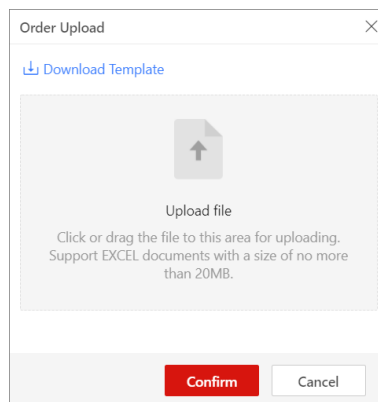 Order Upload
Download Template
Upload file
Click or drag the file to this area for uploading.
Support EXCEL documents with a size of no more
than 20MB.
Confirm
Cancel